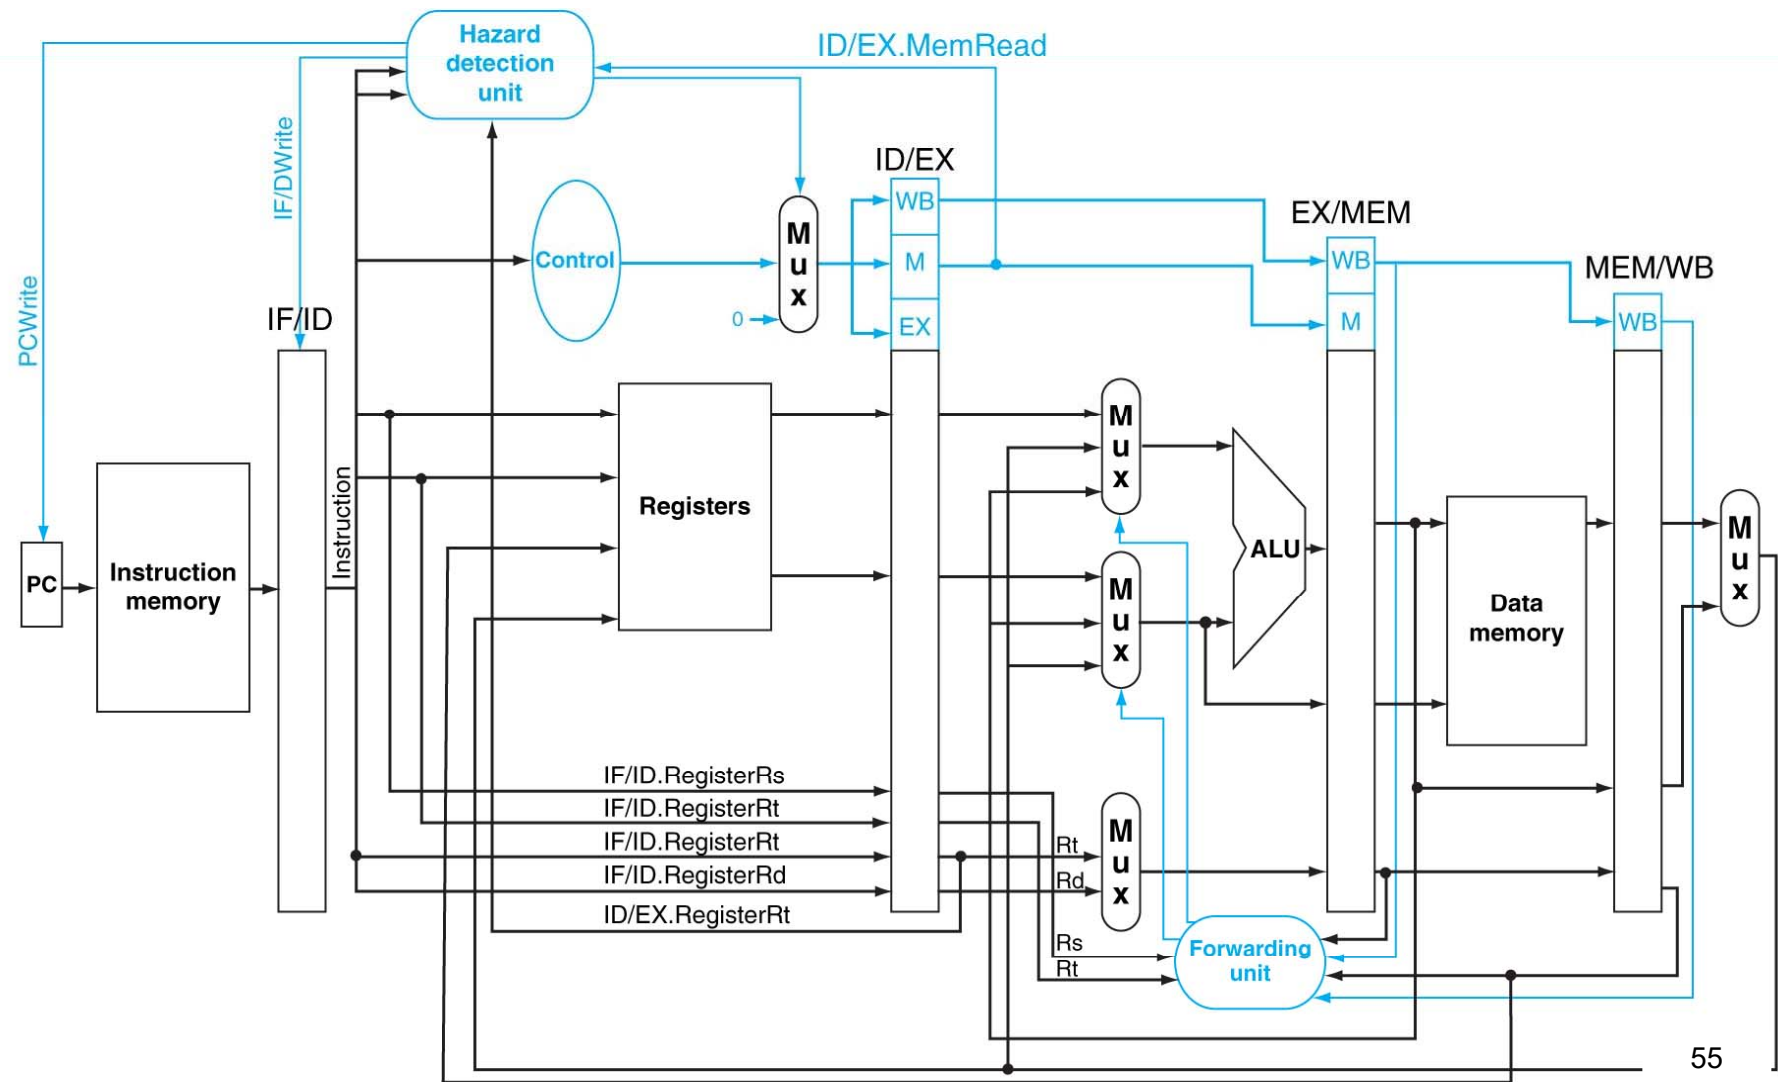 Hazard
detection
unit
ID/EX.MemRead
IF/DWrite
PCWrite
ID/EX
WB
M
EX
EX/MEM
WB
M
MEM/WB
WB
Control
M
u
x
0
IF/ID
Instruction
PC
Instruction
memory
Registers
M
u
x
M
u
x
ALU
Data
memory
M
u
x
IF/ID.RegisterRs
IF/ID.RegisterRt
IF/ID.RegisterRt
IF/ID.RegisterRd
ID/EX.RegisterRt
Rt
Rd
M
u
x
Rs
Rt
Forwarding
unit
55